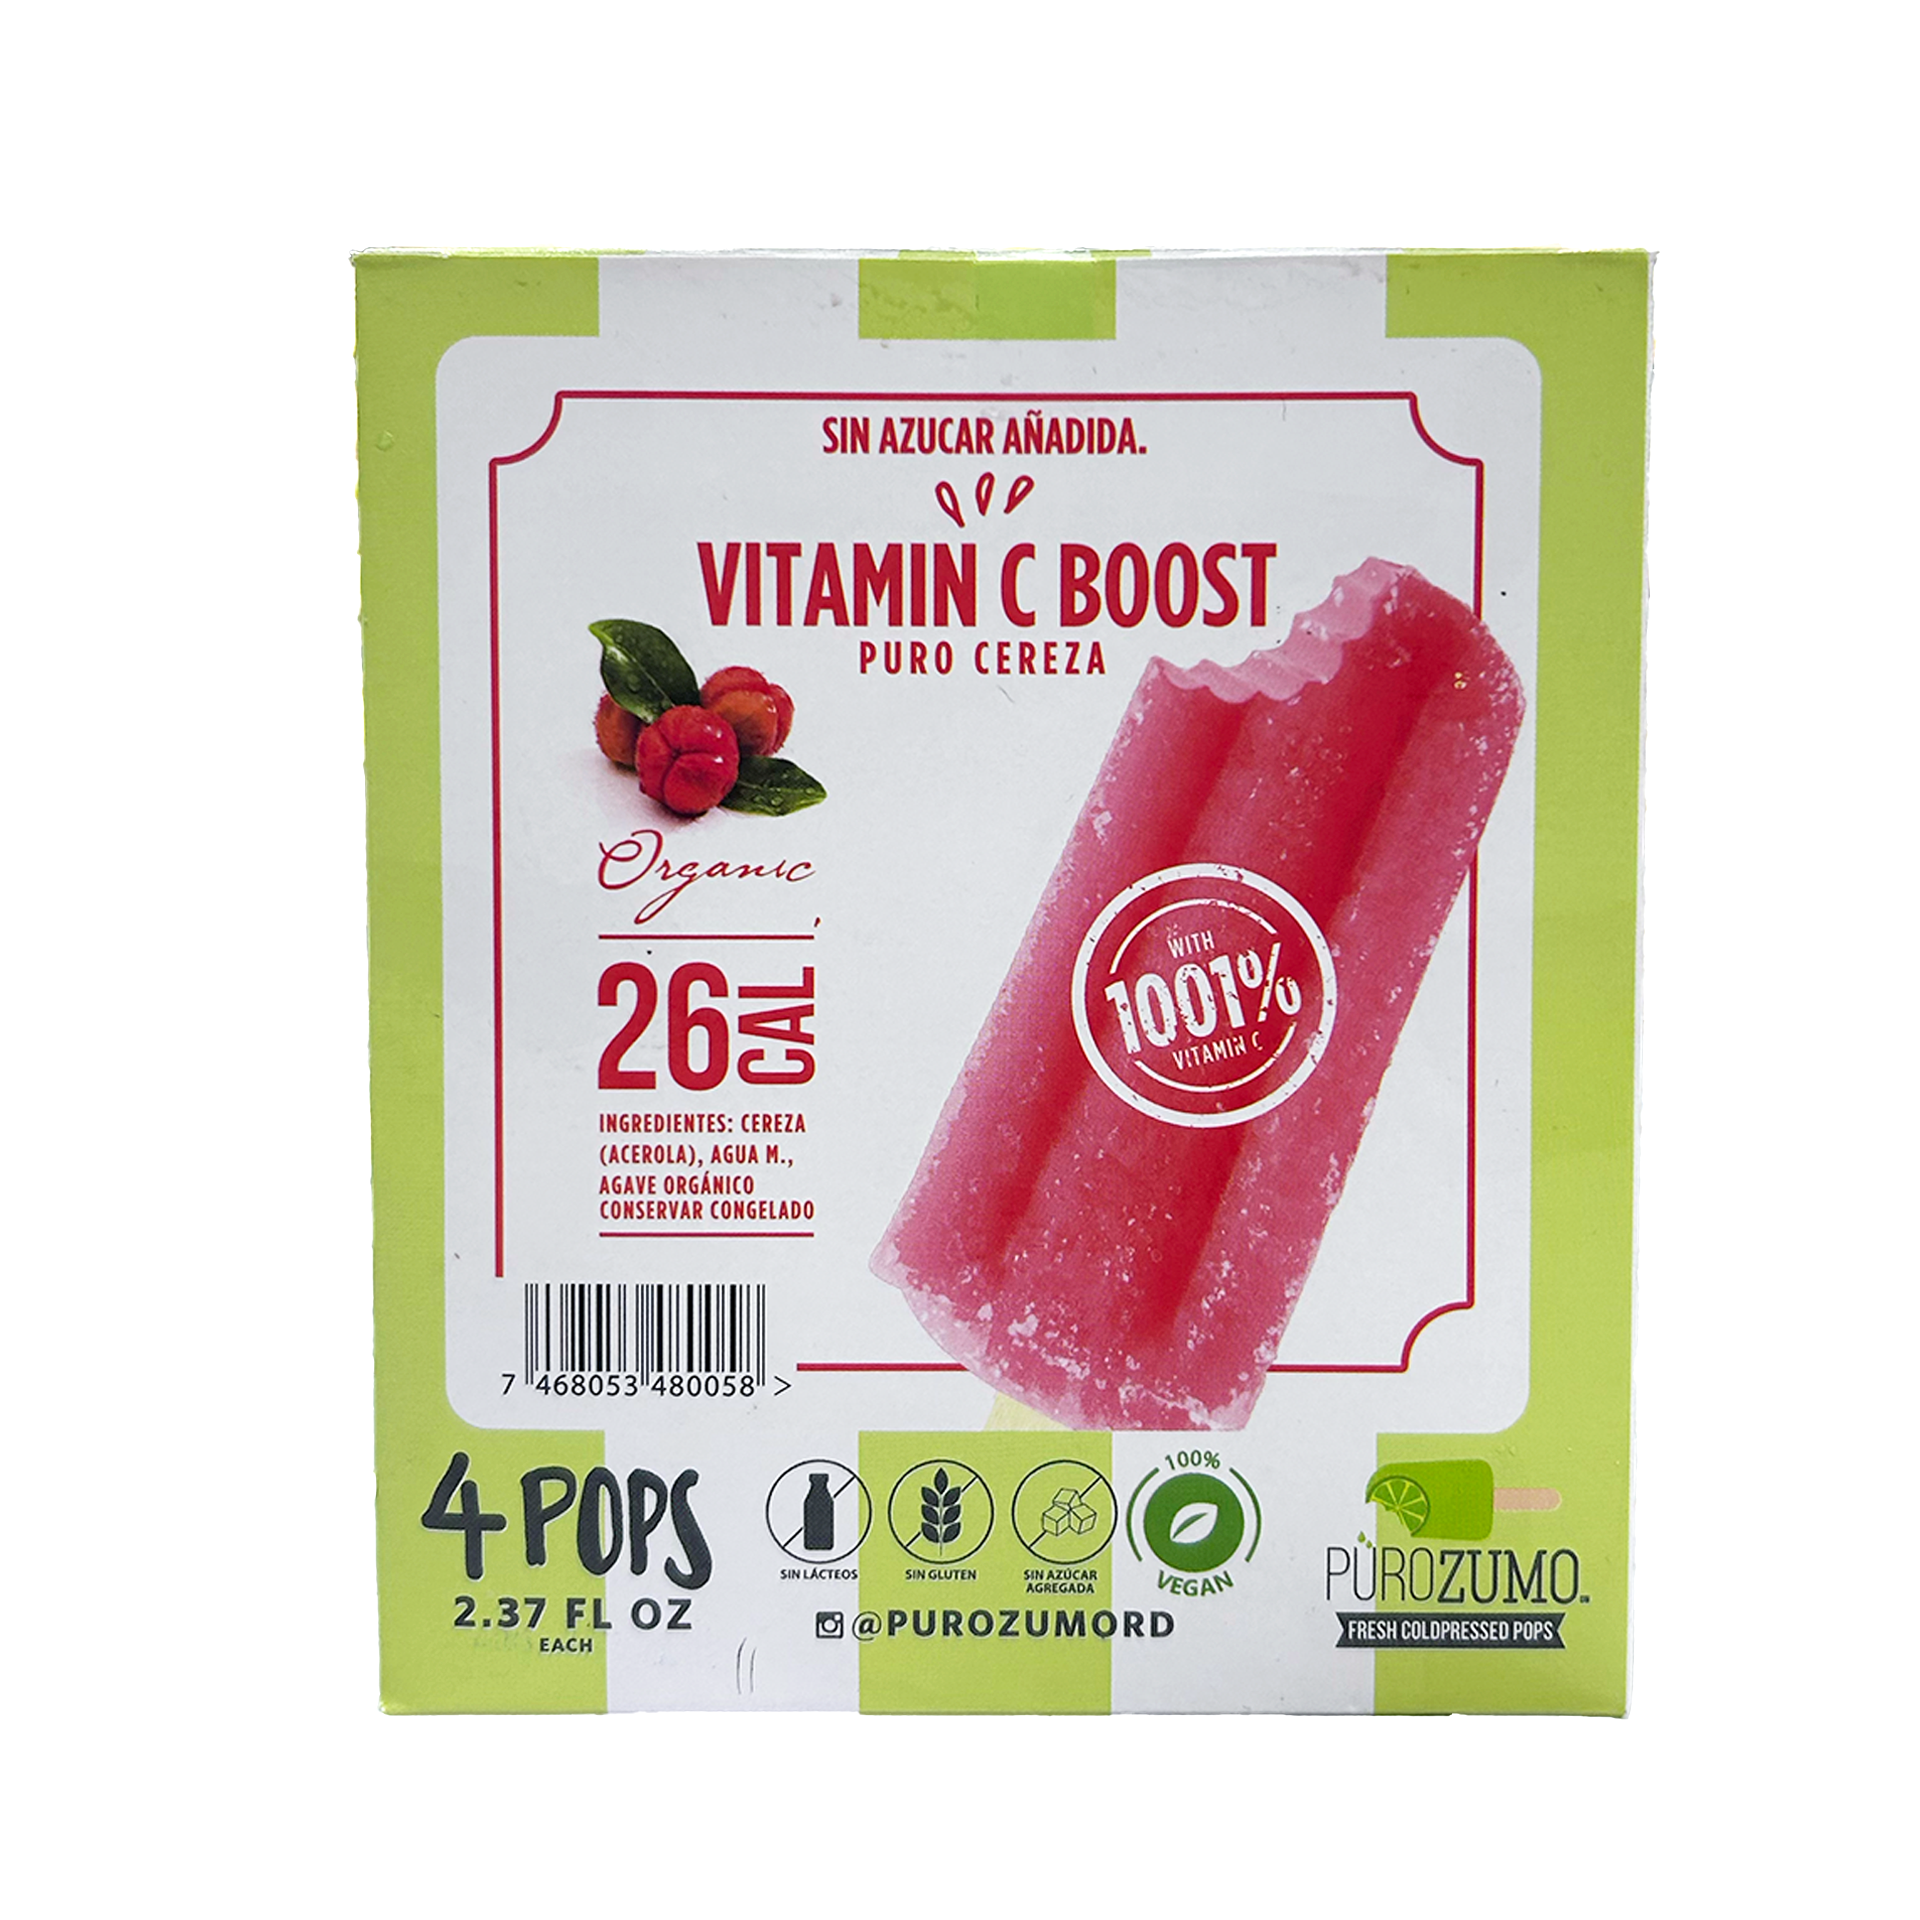 SIN AZUCAR AÑADIDA.
VITAMIN C BOOST
PURO CEREZA
Organic
26 CAL
INGREDIENTES: CEREZA
(ACEROLA), AGUA M.,
AGAVE ORGÁNICO
CONSERVAR CONGELADO
WITH
1001%
VITAMIN C
7 468053 480058 >
4 POPS
2.37 FL OZ
EACH
SIN LÁCTEOS
SIN GLUTEN
SIN AZÚCAR
AGREGADA
100%
VEGAN
@PUROZUMORD
PUROZUMO
FRESH COLDPRESSED POPS